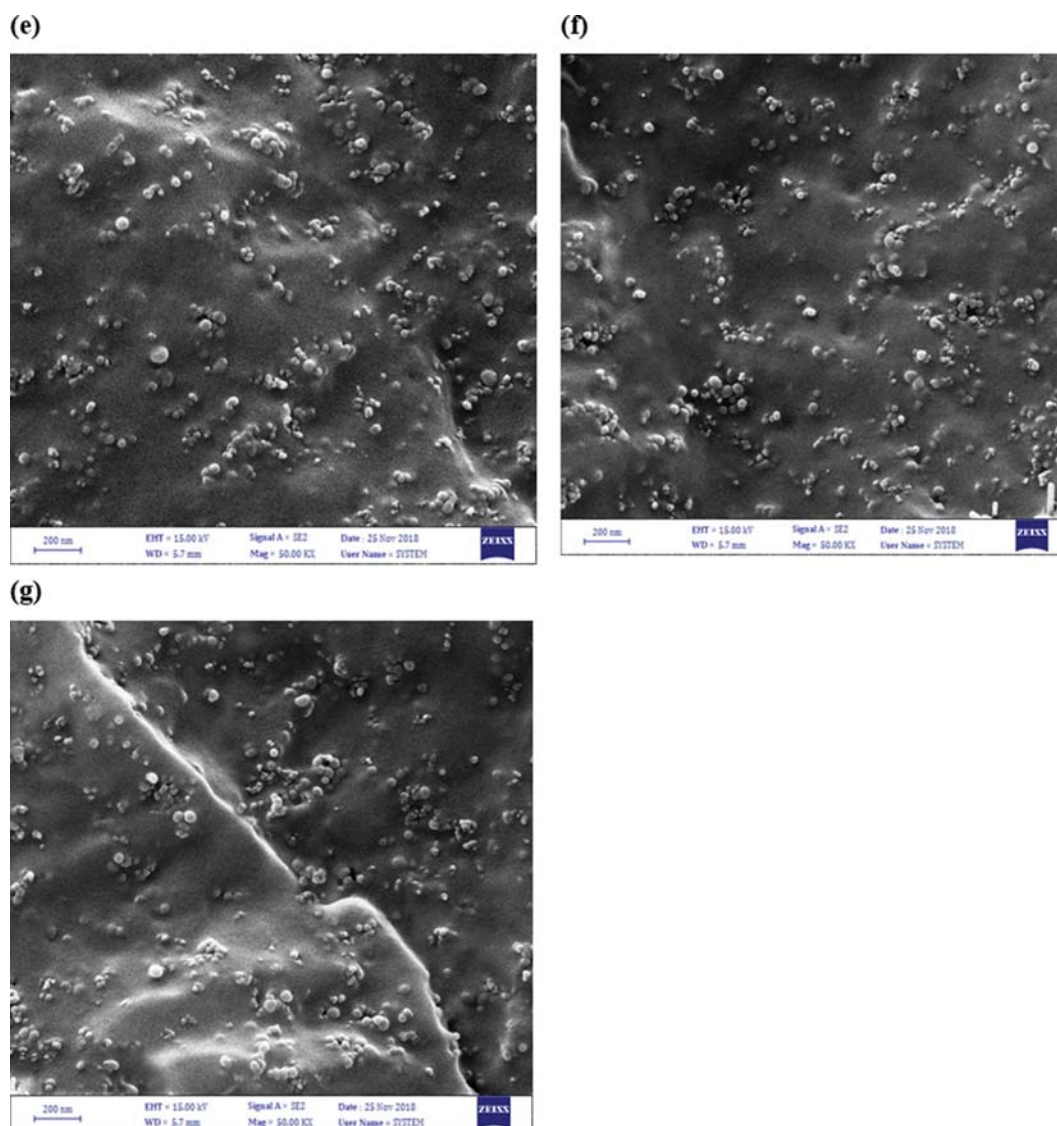 (e)
(f)
200 nm EHT = 15.00 kV Signal A = SE2 Date : 25 Nov 2018 ZEISS
WD = 5.7 mm Mag = 50.00 KX User Name = SYSTEM
200 nm EHT = 15.00 kV Signal A = SE2 Date : 25 Nov 2018 ZEISS
WD = 5.7 mm Mag = 50.00 KX User Name = SYSTEM
(g)
200 nm EHT = 15.00 kV Signal A = SE2 Date : 25 Nov 2018 ZEISS
WD = 5.7 mm Mag = 50.00 KX User Name = SYSTEM